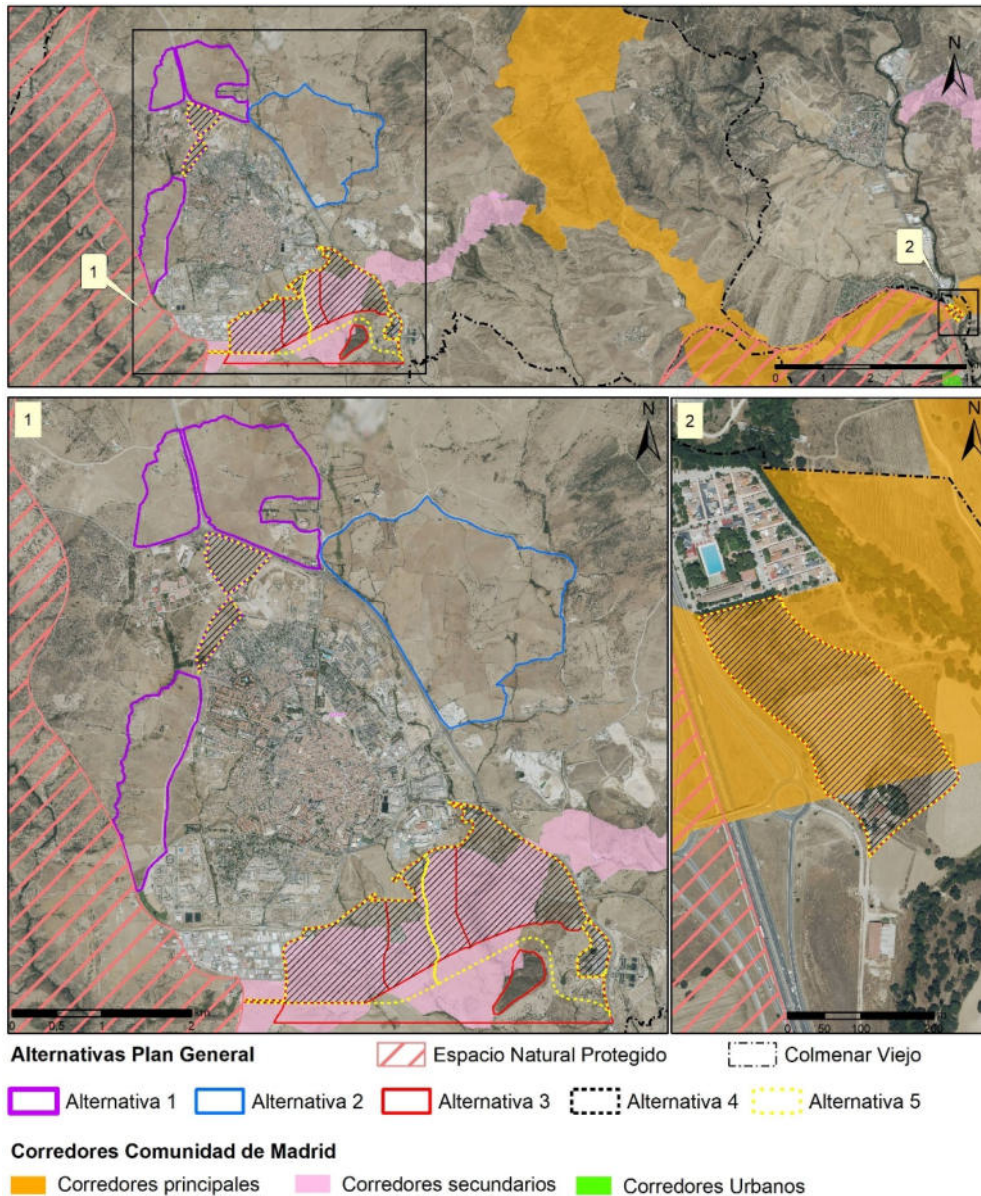 N
1
2
0 1 2 4
1
N
2
N
0 0,5 1 2 km
0 50 100 200
Alternativas Plan General
Espacio Natural Protegido
Colmenar Viejo
Alternativa 1
Alternativa 2
Alternativa 3
Alternativa 4
Alternativa 5
Corredores Comunidad de Madrid
Corredores principales
Corredores secundarios
Corredores Urbanos